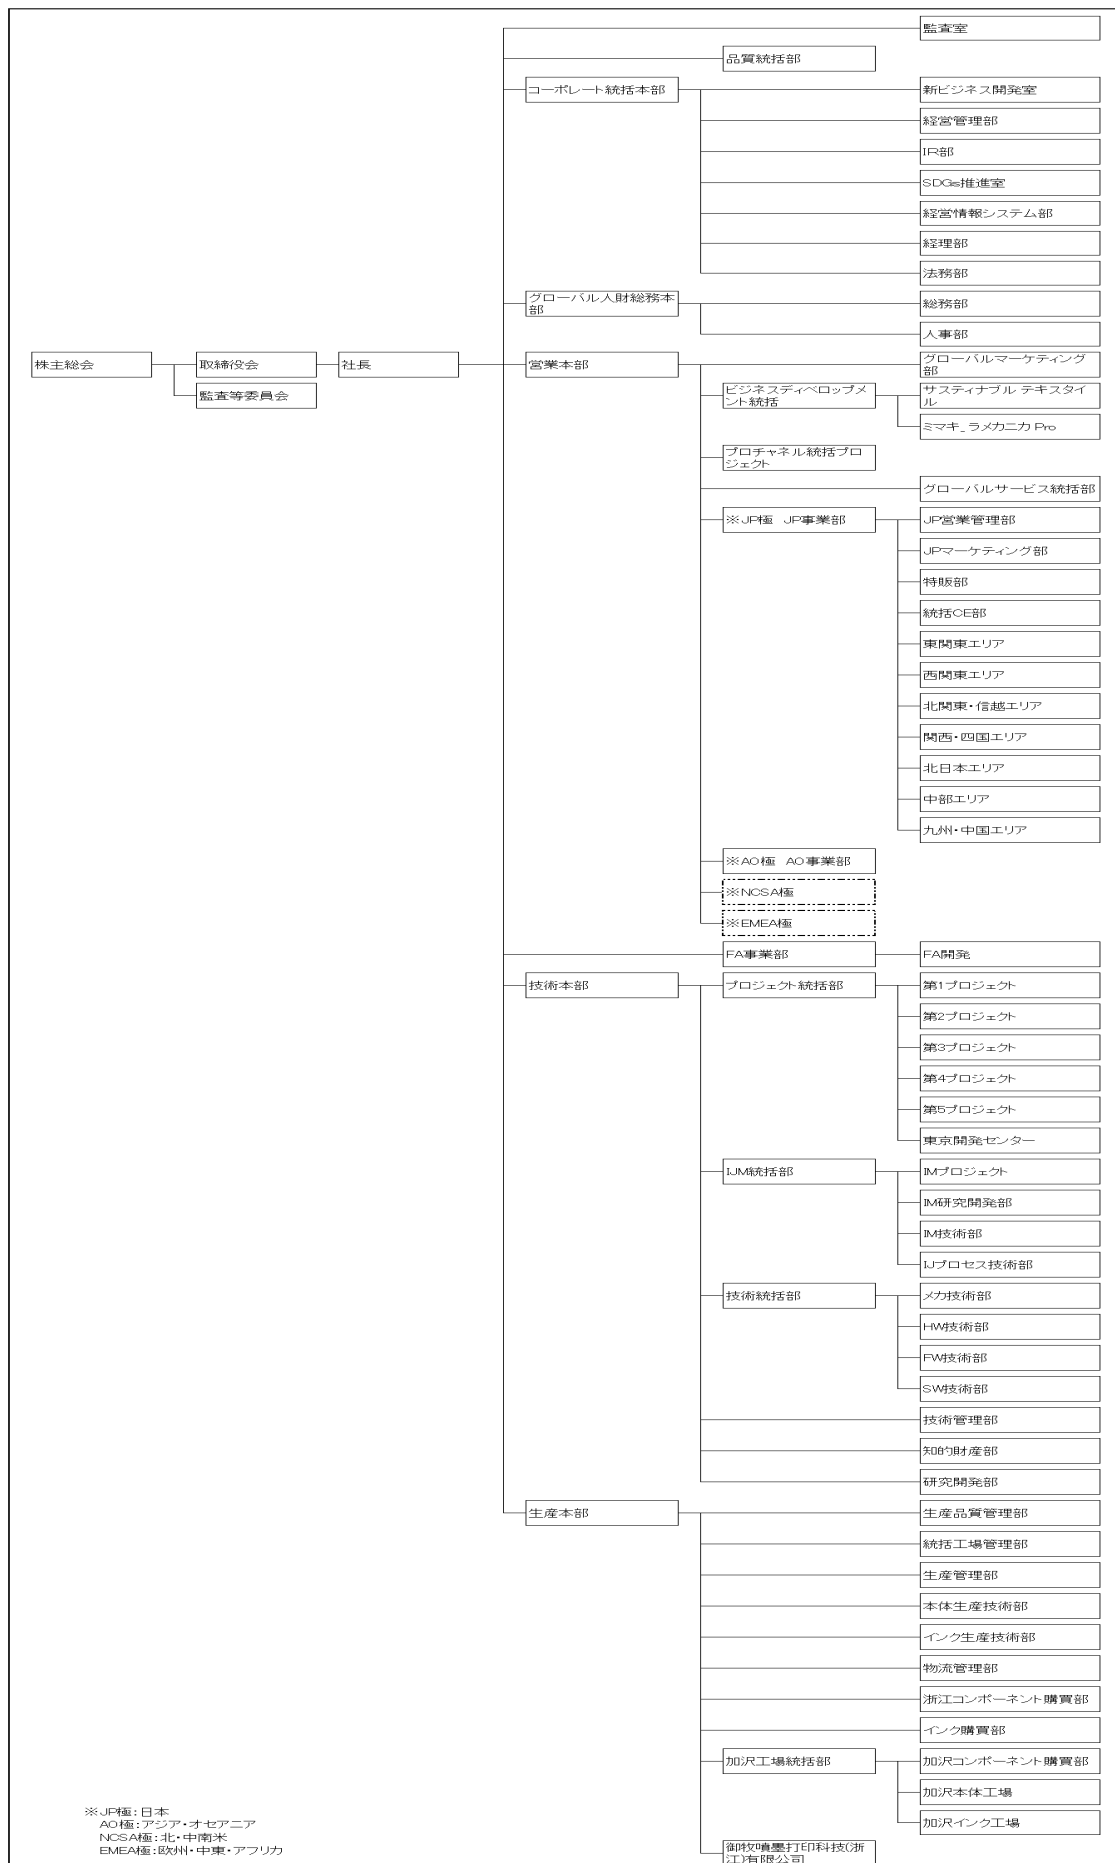 監査室
品質統括部
コーポレート統括本部
新ビジネス開発室
経営管理部
IR部
SDGs推進室
経営情報システム部
経理部
法務部
グローバル人財総務本
部
総務部
人事部
株主総会
取締役会
監査等委員会
社長
営業本部
グローバルマーケティング
部
ビジネスディベロップメ
ント統括
サスティナブル テキスタイ
ル
ミマキ_ラメカニカ Pro
プロチャネル統括プロ
ジェクト
グローバルサービス統括部
※JP極 JP事業部
JP営業管理部
JPマーケティング部
特販部
統括CE部
東関東エリア
西関東エリア
北関東・信越エリア
関西・四国エリア
北日本エリア
中部エリア
九州・中国エリア
※AO極 AO事業部
※NCSA極
※EMEA極
FA事業部
FA開発
技術本部
プロジェクト統括部
第1プロジェクト
第2プロジェクト
第3プロジェクト
第4プロジェクト
第5プロジェクト
東京開発センター
IJM統括部
IMプロジェクト
IM研究開発部
IM技術部
IJプロセス技術部
技術統括部
メカ技術部
HW技術部
FW技術部
SW技術部
技術管理部
知的財産部
研究開発部
生産本部
生産品質管理部
統括工場管理部
生産管理部
本体生産技術部
インク生産技術部
物流管理部
浙江コンポーネント購買部
インク購買部
加沢工場統括部
加沢コンポーネント購買部
加沢本体工場
加沢インク工場
御牧噴墨打印科技(浙
江)有限公司
※JP極:日本
AO極:アジア・オセアニア
NCSA極:北・中南米
EMEA極:欧州・中東・アフリカ